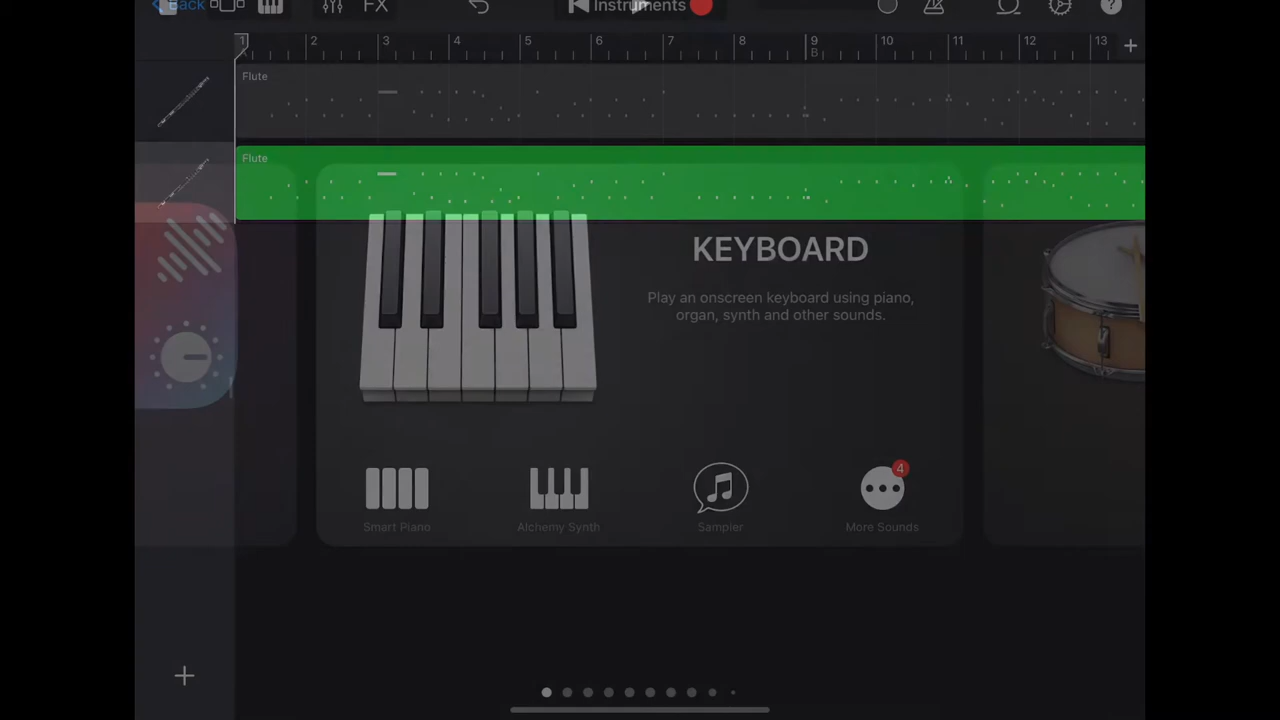 Back
FX
Instruments
?
1 2 3 4 5 6 7 8 9 10 11 12 13 +
B
Flute
Flute
KEYBOARD
Play an onscreen keyboard using piano,
organ, synth and other sounds.
4
Smart Piano Alchemy Synth Sampler More Sounds
+